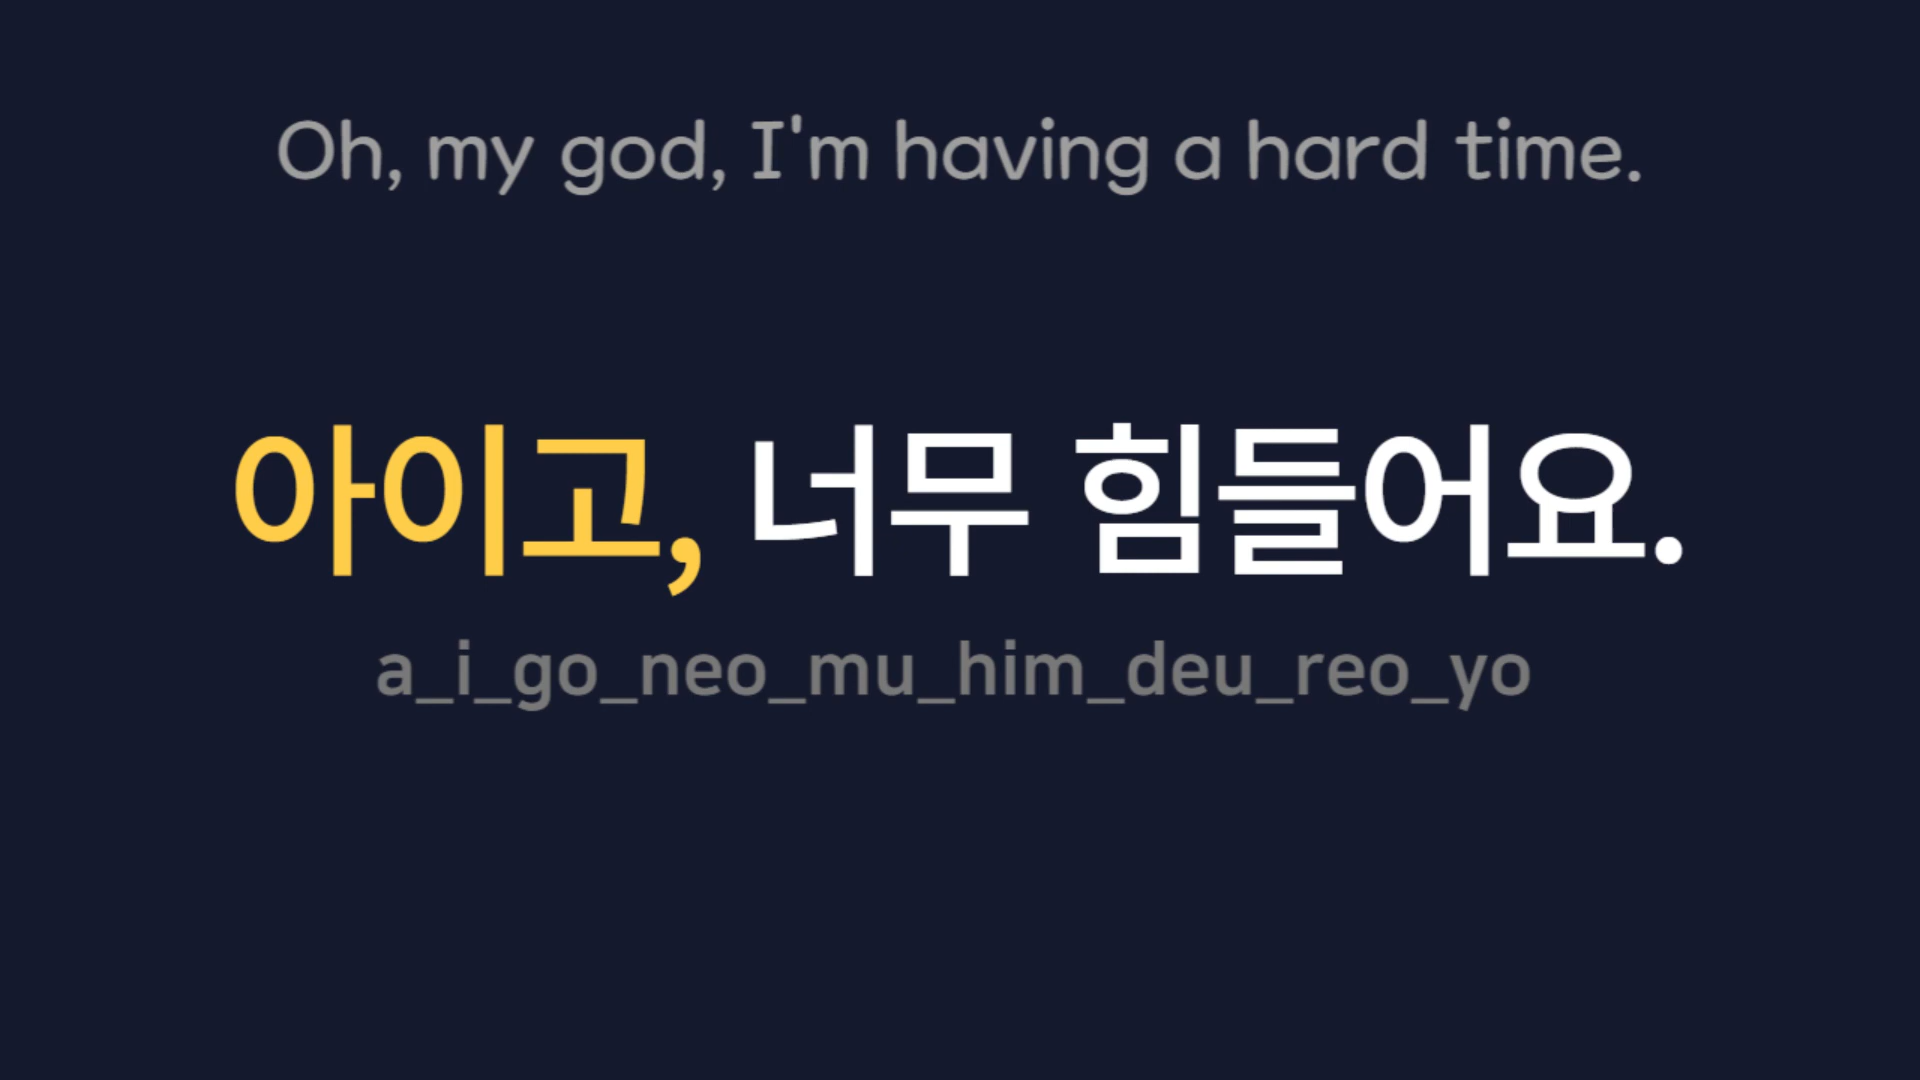 Oh, my god, I'm having a hard time.
아이고, 너무 힘들어요.
a_i_go_neo_mu_him_deu_reo_yo